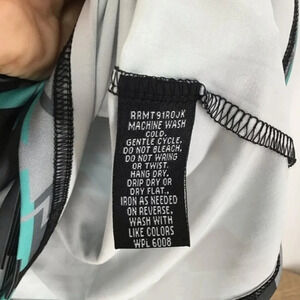 RRMT91R0JK
MACHINE WASH
COLD.
GENTLE CYCLE.
DO NOT BLEACH,
DO NOT WRING
OR TWIST.
HANG DRY.
DRIP DRY OR
DRY FLAT.,
IRON AS NEEDED
ON REVERSE,
WASH WITH
LIKE COLORS
WPL 6008